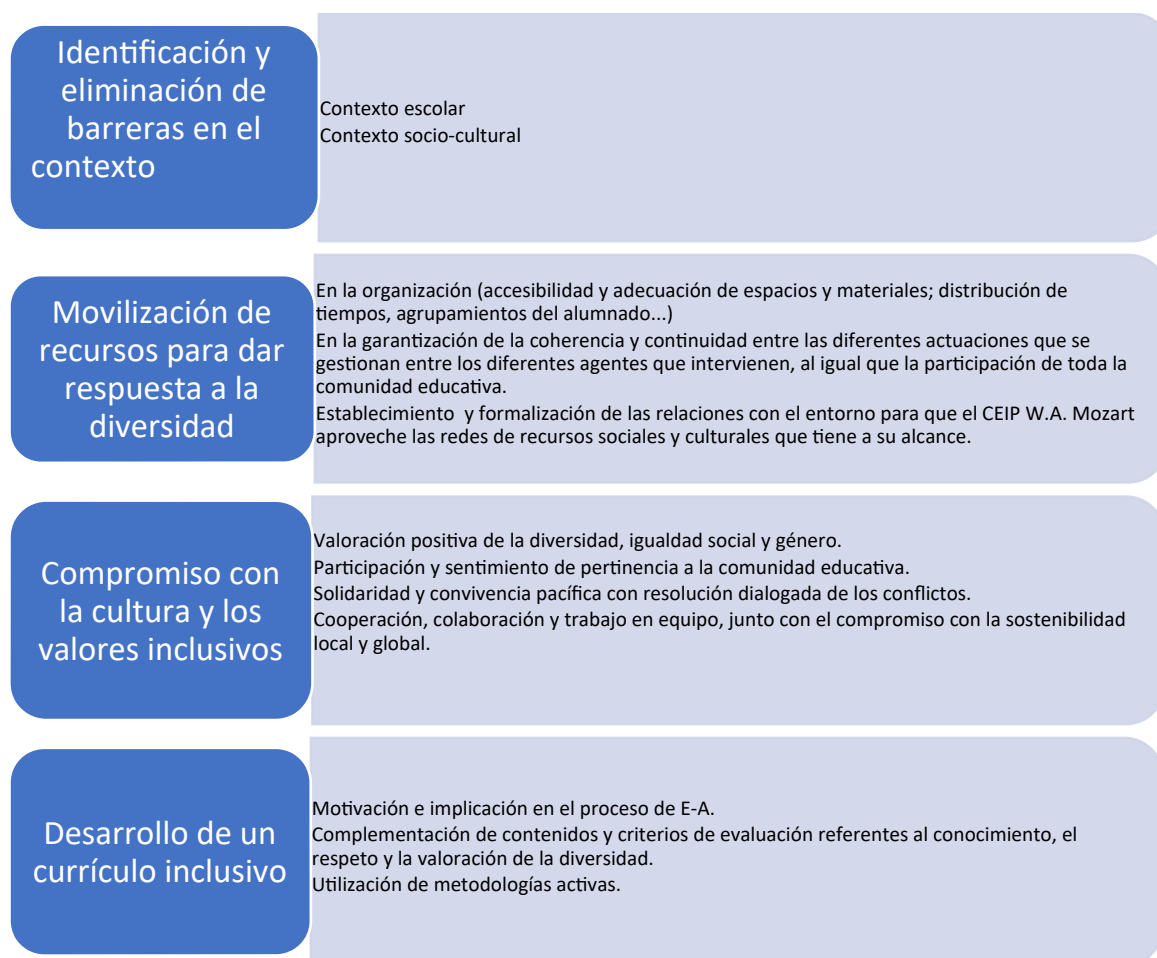 Identificación y
eliminación de
barreras en el
contexto
Contexto escolar
Contexto socio-cultural
Movilización de
recursos para dar
respuesta a la
diversidad
En la organización (accesibilidad y adecuación de espacios y materiales; distribución de
tiempos, agrupamientos del alumnado...)
En la garantización de la coherencia y continuidad entre las diferentes actuaciones que se
gestionan entre los diferentes agentes que intervienen, al igual que la participación de toda la
comunidad educativa.
Establecimiento  y formalización de las relaciones con el entorno para que el CEIP W.A. Mozart
aproveche las redes de recursos sociales y culturales que tiene a su alcance.
Compromiso con
la cultura y los
valores inclusivos
Valoración positiva de la diversidad, igualdad social y género.
Participación y sentimiento de pertinencia a la comunidad educativa.
Solidaridad y convivencia pacífica con resolución dialogada de los conflictos.
Cooperación, colaboración y trabajo en equipo, junto con el compromiso con la sostenibilidad
local y global.
Desarrollo de un
currículo inclusivo
Motivación e implicación en el proceso de E-A.
Complementación de contenidos y criterios de evaluación referentes al conocimiento, el
respeto y la valoración de la diversidad.
Utilización de metodologías activas.